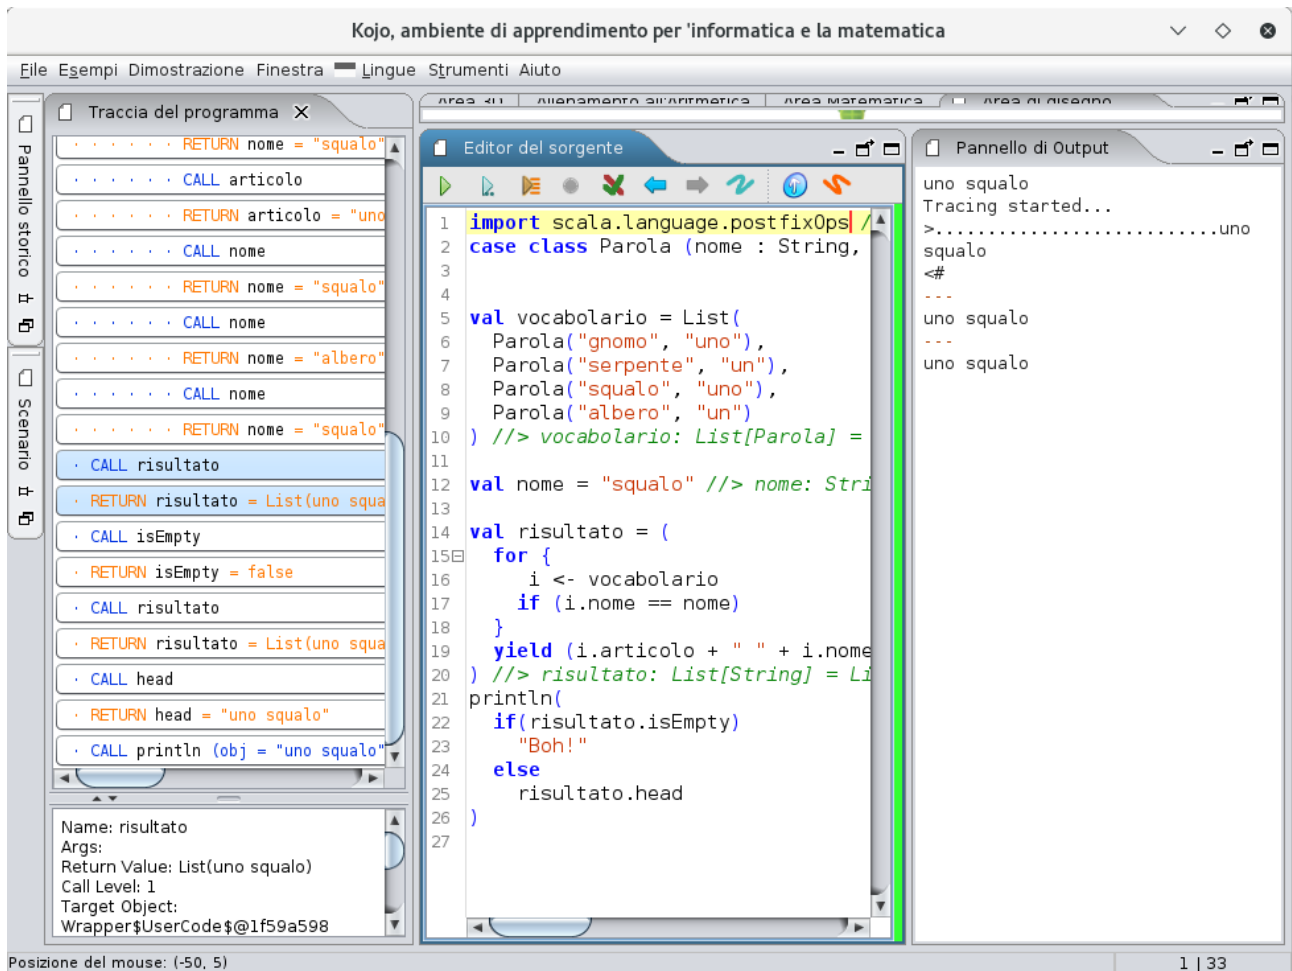 Kojo, ambiente di apprendimento per 'informatica e la matematica
File Esempi Dimostrazione Finestra Lingue Strumenti Aiuto
Pannello storico
Scenario
Traccia del programma X
· · · · · · RETURN nome = "squalo"
· · · · · · CALL articolo
· · · · · · RETURN articolo = "uno
· · · · · · CALL nome
· · · · · · RETURN nome = "squalo"
· · · · · · CALL nome
· · · · · · RETURN nome = "albero"
· · · · · · CALL nome
· · · · · · RETURN nome = "squalo"
· CALL risultato
· RETURN risultato = List(uno squa
· CALL isEmpty
· RETURN isEmpty = false
· CALL risultato
· RETURN risultato = List(uno squa
· CALL head
· RETURN head = "uno squalo"
· CALL println (obj = "uno squalo"
Name: risultato
Args:
Return Value: List(uno squalo)
Call Level: 1
Target Object:
Wrapper$UserCode$@1f59a598
Area 3D Allenamento all'Aritmetica Area Matematica Area di disegno
Editor del sorgente
1 import scala.language.postfixOps /
2 case class Parola (nome : String,
3
4
5 val vocabolario = List(
6 Parola("gnomo", "uno"),
7 Parola("serpente", "un"),
8 Parola("squalo", "uno"),
9 Parola("albero", "un")
10 ) //> vocabolario: List[Parola] =
11
12 val nome = "squalo" //> nome: Stri
13
14 val risultato = (
15 for {
16 i <- vocabolario
17 if (i.nome == nome)
18 }
19 yield (i.articolo + " " + i.nome
20 ) //> risultato: List[String] = Li
21 println(
22 if(risultato.isEmpty)
23 "Boh!"
24 else
25 risultato.head
26 )
27
Pannello di Output
uno squalo
Tracing started...
>..........................uno
squalo
<#
---
uno squalo
---
uno squalo
Posizione del mouse: (-50, 5)
1 | 33